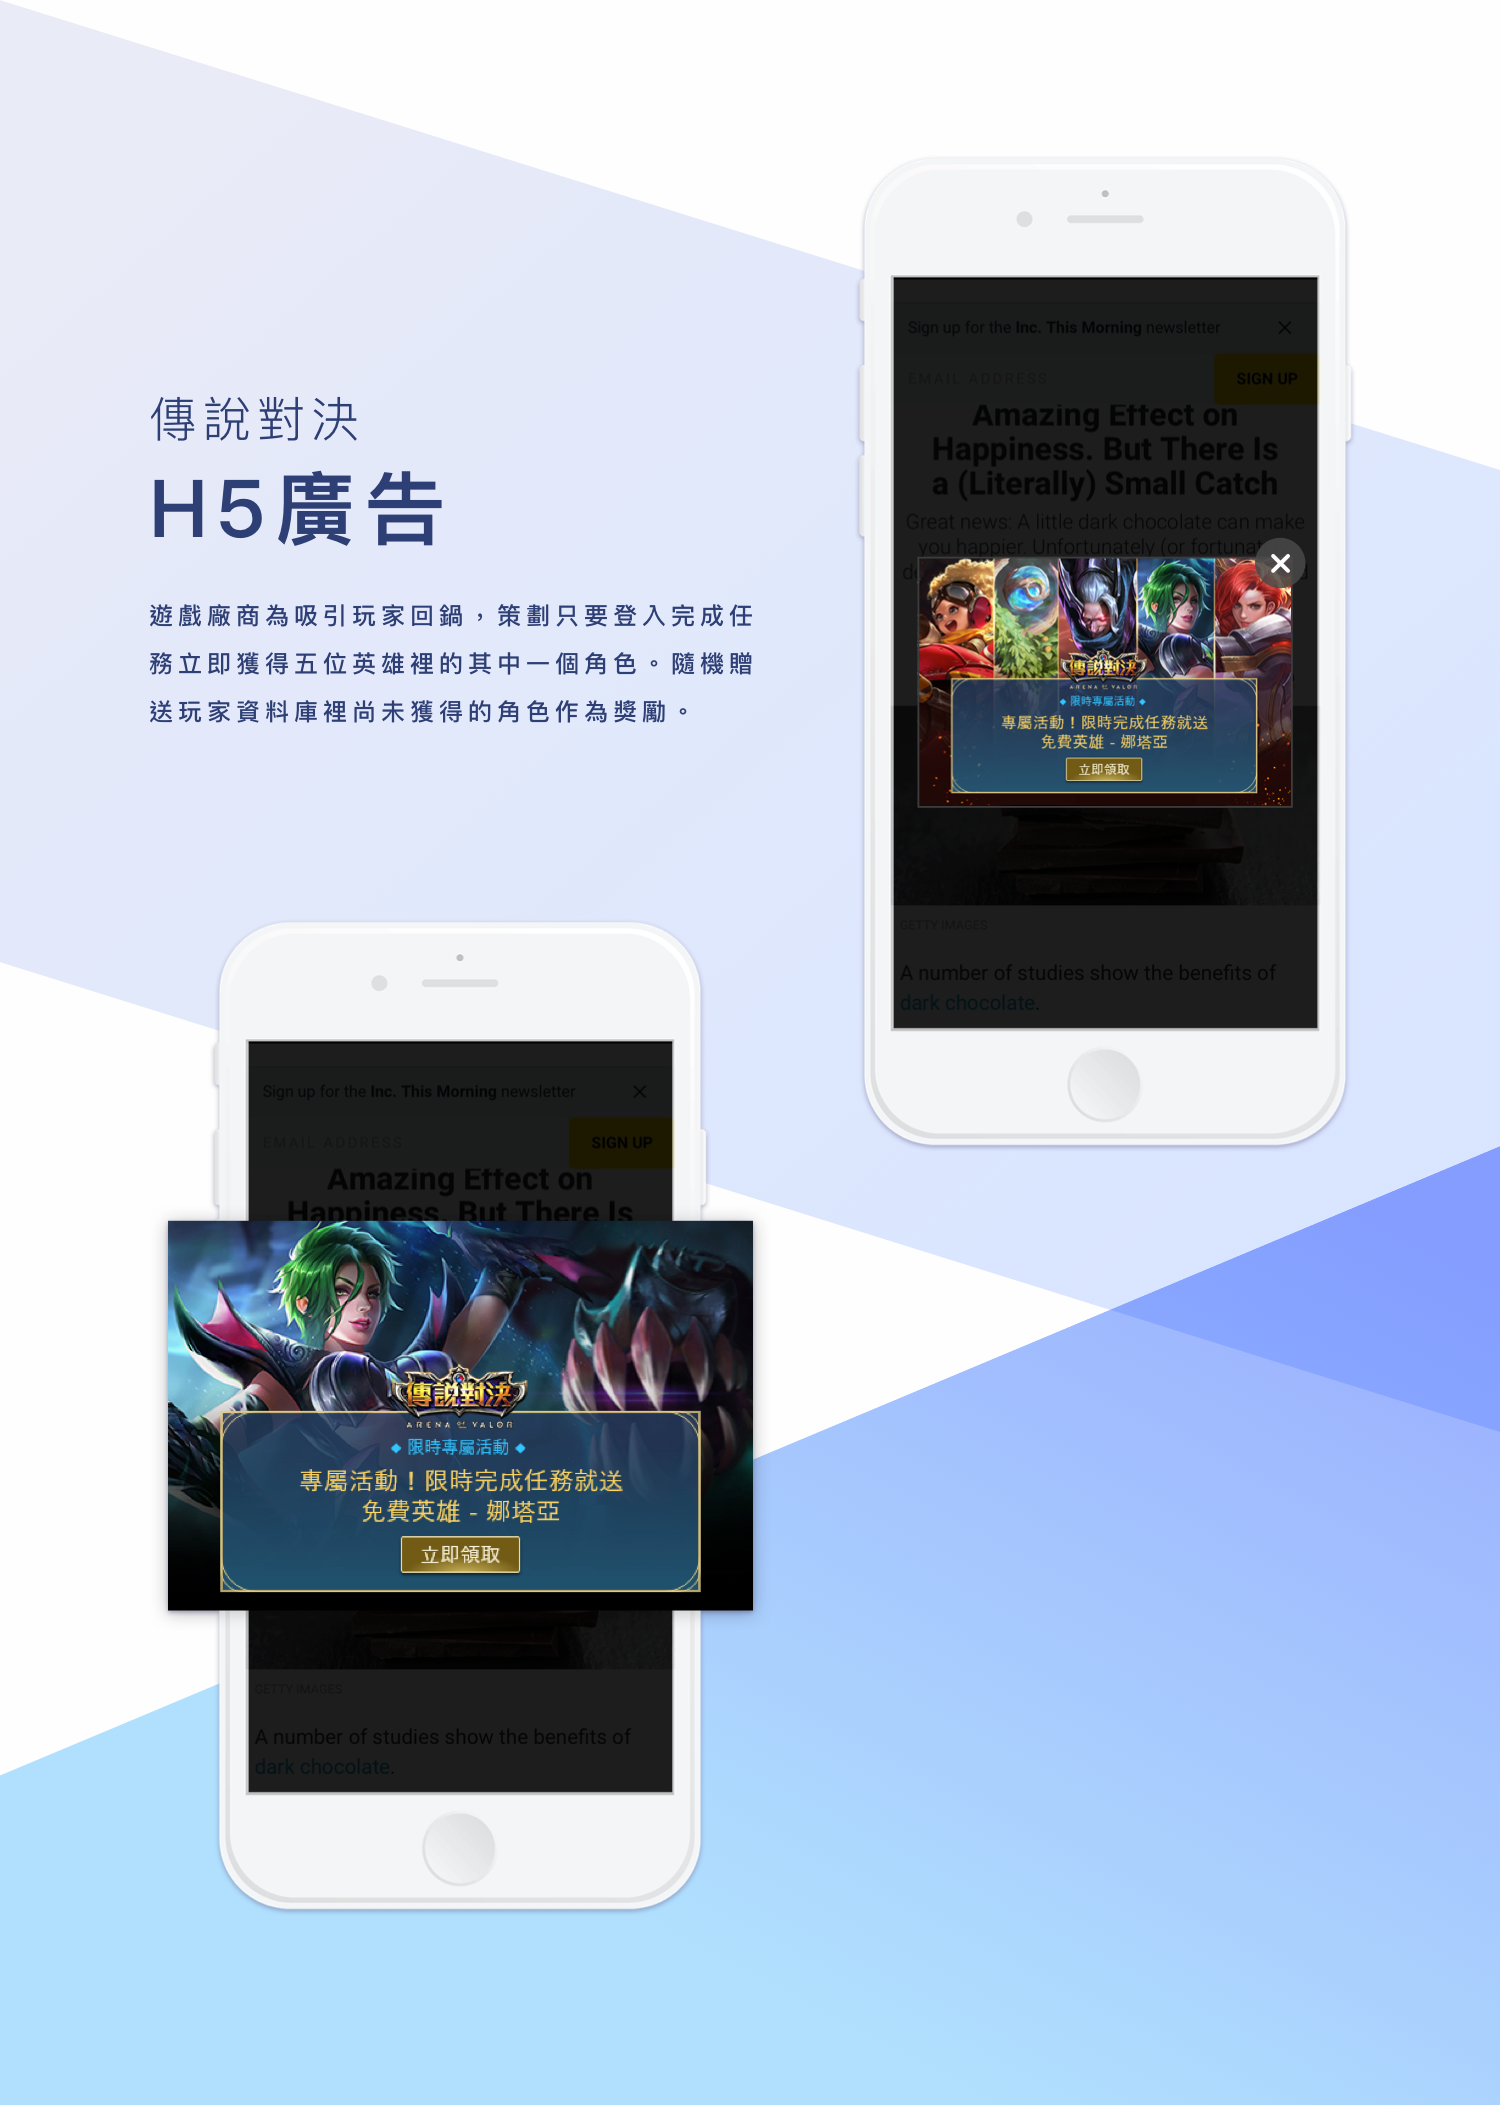 傳說對決
H5廣告
遊戲廠商為吸引玩家回鍋，策劃只要登入完成任
務立即獲得五位英雄裡的其中一個角色。隨機贈
送玩家資料庫裡尚未獲得的角色作為獎勵。
Sign up for the Inc. This Morning newsletter
EMAIL ADDRESS
SIGN UP
Amazing Effect on
Happiness. But There Is
a (Literally) Small Catch
Great news: A little dark chocolate can make
you happier. Unfortunately (or fortunat
傳說對決
ARENA OF VALOR
限時專屬活動
專屬活動！限時完成任務就送
免費英雄 - 娜塔亞
立即領取
GETTY IMAGES
A number of studies show the benefits of
dark chocolate.
Sign up for the Inc. This Morning newsletter
EMAIL ADDRESS
SIGN UP
Amazing Effect on
Happiness. But There Is
傳說對決
ARENA OF VALOR
限時專屬活動
專屬活動！限時完成任務就送
免費英雄 - 娜塔亞
立即領取
GETTY IMAGES
A number of studies show the benefits of
dark chocolate.